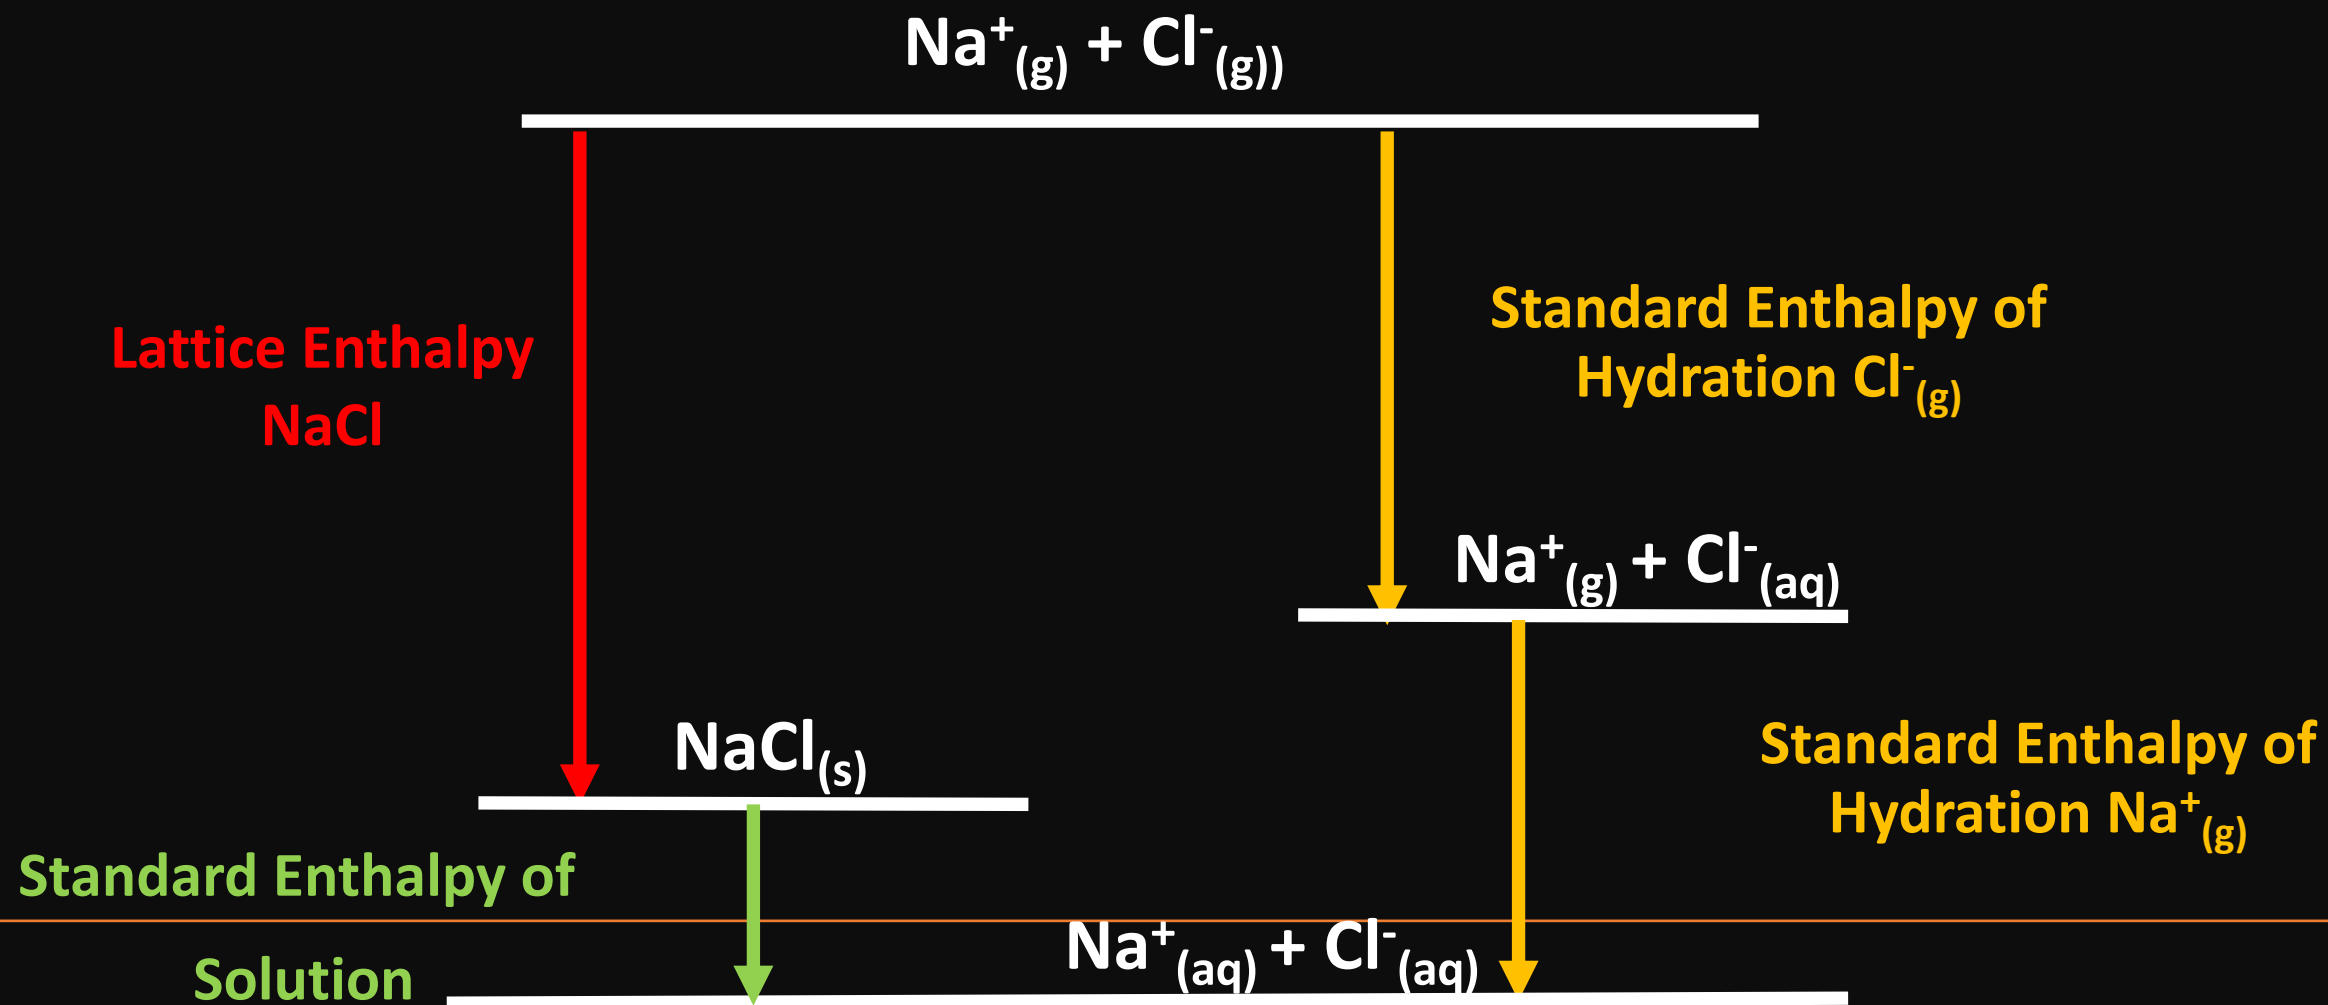 Na⁺(g) + Cl⁻(g))
Lattice Enthalpy
NaCl
Standard Enthalpy of
Hydration Cl⁻(g)
Na⁺(g) + Cl⁻(aq)
NaCl(s)
Standard Enthalpy of
Hydration Na⁺(g)
Standard Enthalpy of
Solution
Na⁺(aq) + Cl⁻(aq)